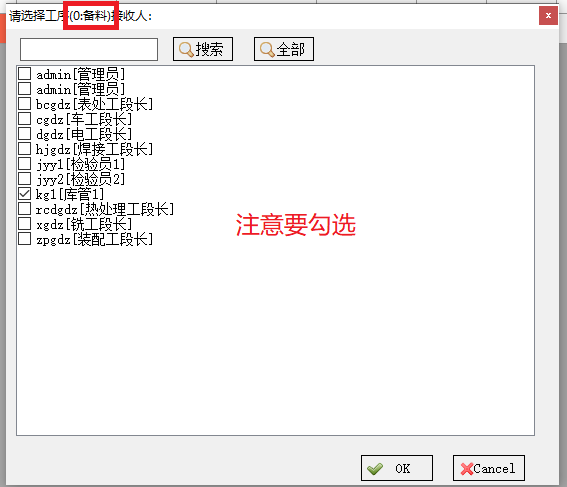 请选择工序(0:备料)接收人:
搜索 全部
admin[管理员]
admin[管理员]
bcgdz[表处工段长]
cgdz[车工段长]
dgdz[电工段长]
hjgdz[焊接工段长]
jyy1[检验员1]
jyy2[检验员2]
kg1[库管1]
rcdgdz[热处理工段长]
xgdz[铣工段长]
zpgdz[装配工段长]
注意要勾选
OK Cancel